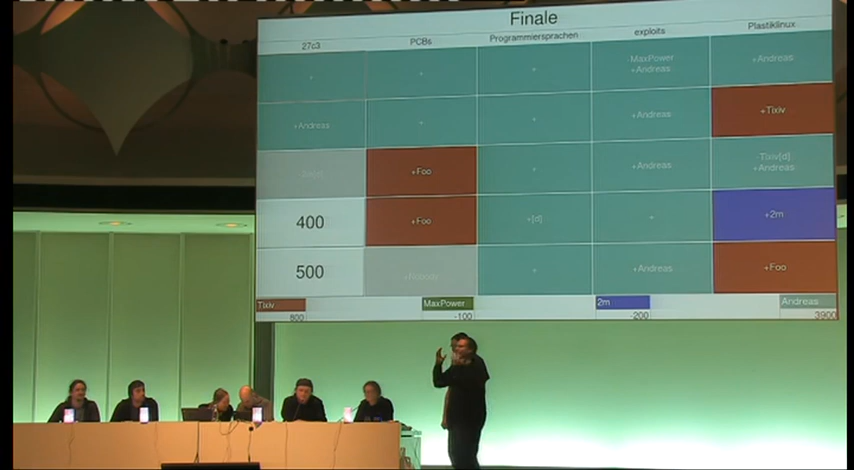 Finale
27c3 PCBs Programmiersprachen exploits Plastiklinux
+ + + MaxPower +Andreas
+Andreas
+Andreas + + +Andreas +Tixiv
+Foo + +Andreas -Tixiv[d]
+Andreas
400 +Foo +[d] + +2m
500 +Nobody + +Andreas +Foo
Tixiv MaxPower 2m Andreas
800 -100 -200 3900